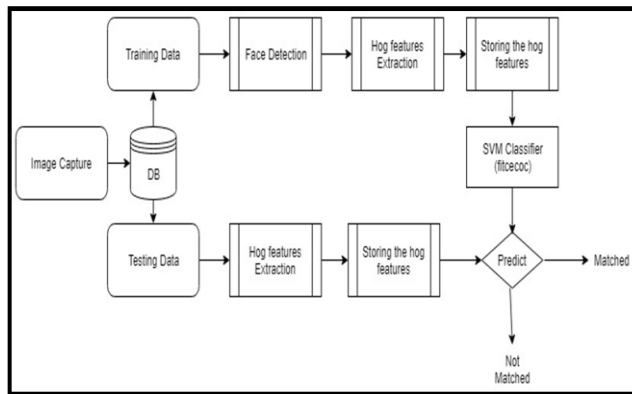 Training Data
Face Detection
Hog features
Extraction
Storing the hog
features
Image Capture
DB
SVM Classifier
(fitcecoc)
Testing Data
Hog features
Extraction
Storing the hog
features
Predict
Matched
Not
Matched